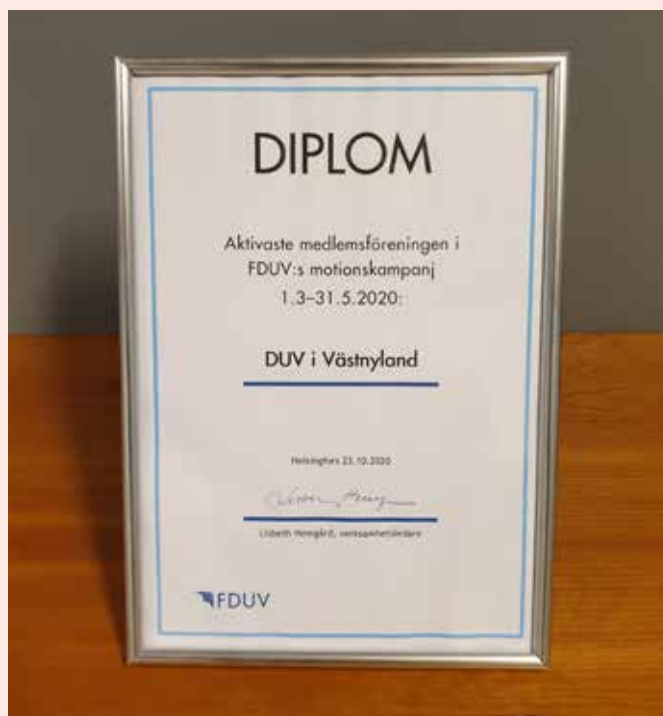 DIPLOM
Aktivaste medlemsföreningen i
FDUV:s motionskampanj
1.3–31.5.2020:
DUV i Västnyland
Helsingfors 23.10.2020
Lisbeth Hemgård, verksamhetsledare
FDUV